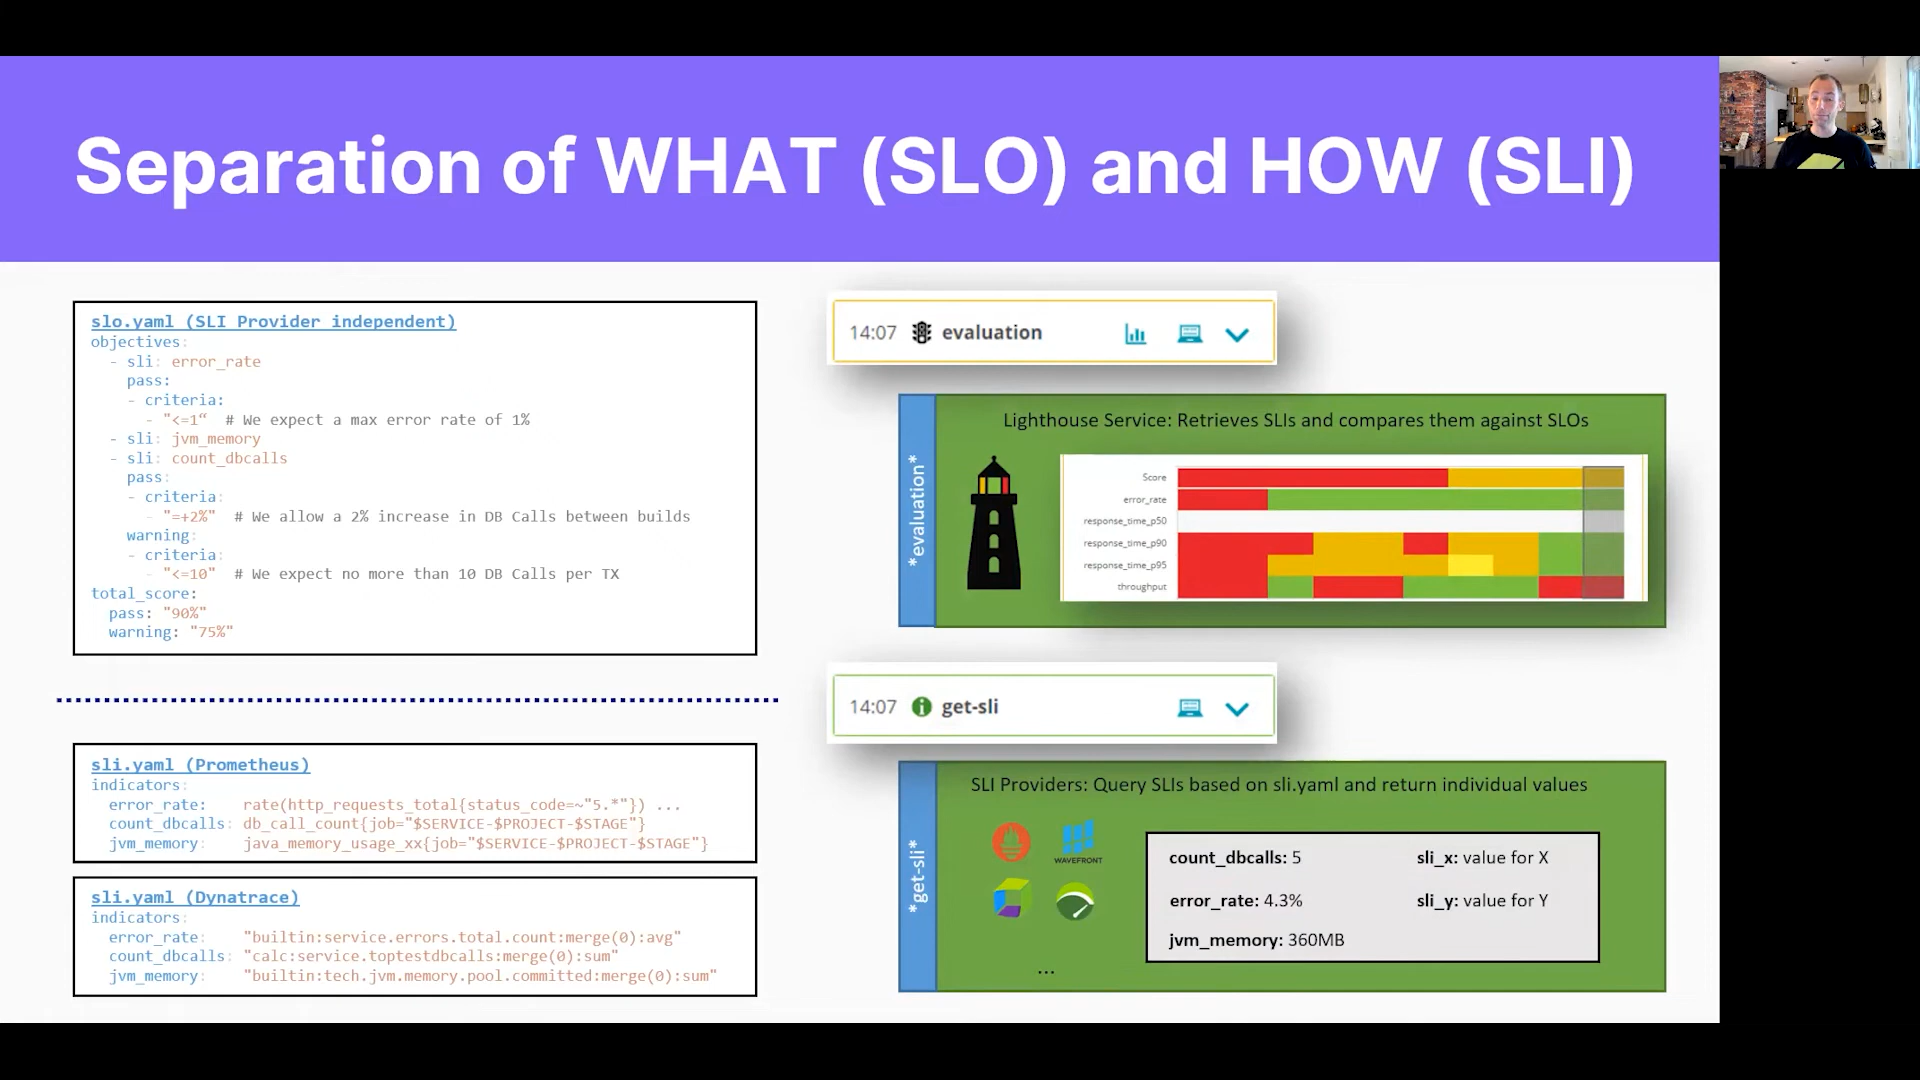 Separation of WHAT (SLO) and HOW (SLI)
slo.yaml (SLI Provider independent)
objectives:
- sli: error_rate
pass:
- criteria:
- "<=1“ # We expect a max error rate of 1%
- sli: jvm_memory
- sli: count_dbcalls
pass:
- criteria:
- "=+2%" # We allow a 2% increase in DB Calls between builds
warning:
- criteria:
- "<=10" # We expect no more than 10 DB Calls per TX
total_score:
pass: "90%"
warning: "75%"
sli.yaml (Prometheus)
indicators:
error_rate: rate(http_requests_total{status_code=~"5.*"}) ...
count_dbcalls: db_call_count{job="$SERVICE-$PROJECT-$STAGE"}
jvm_memory: java_memory_usage_xx{job="$SERVICE-$PROJECT-$STAGE"}
sli.yaml (Dynatrace)
indicators:
error_rate: "builtin:service.errors.total.count:merge(0):avg"
count_dbcalls: "calc:service.toptestdbcalls:merge(0):sum"
jvm_memory: "builtin:tech.jvm.memory.pool.committed:merge(0):sum"
14:07 evaluation
*evaluation*
Lighthouse Service: Retrieves SLIs and compares them against SLOs
Score
error_rate
response_time_p50
response_time_p90
response_time_p95
throughput
14:07 get-sli
*get-sli*
SLI Providers: Query SLIs based on sli.yaml and return individual values
WAVEFRONT
...
count_dbcalls: 5 sli_x: value for X
error_rate: 4.3% sli_y: value for Y
jvm_memory: 360MB